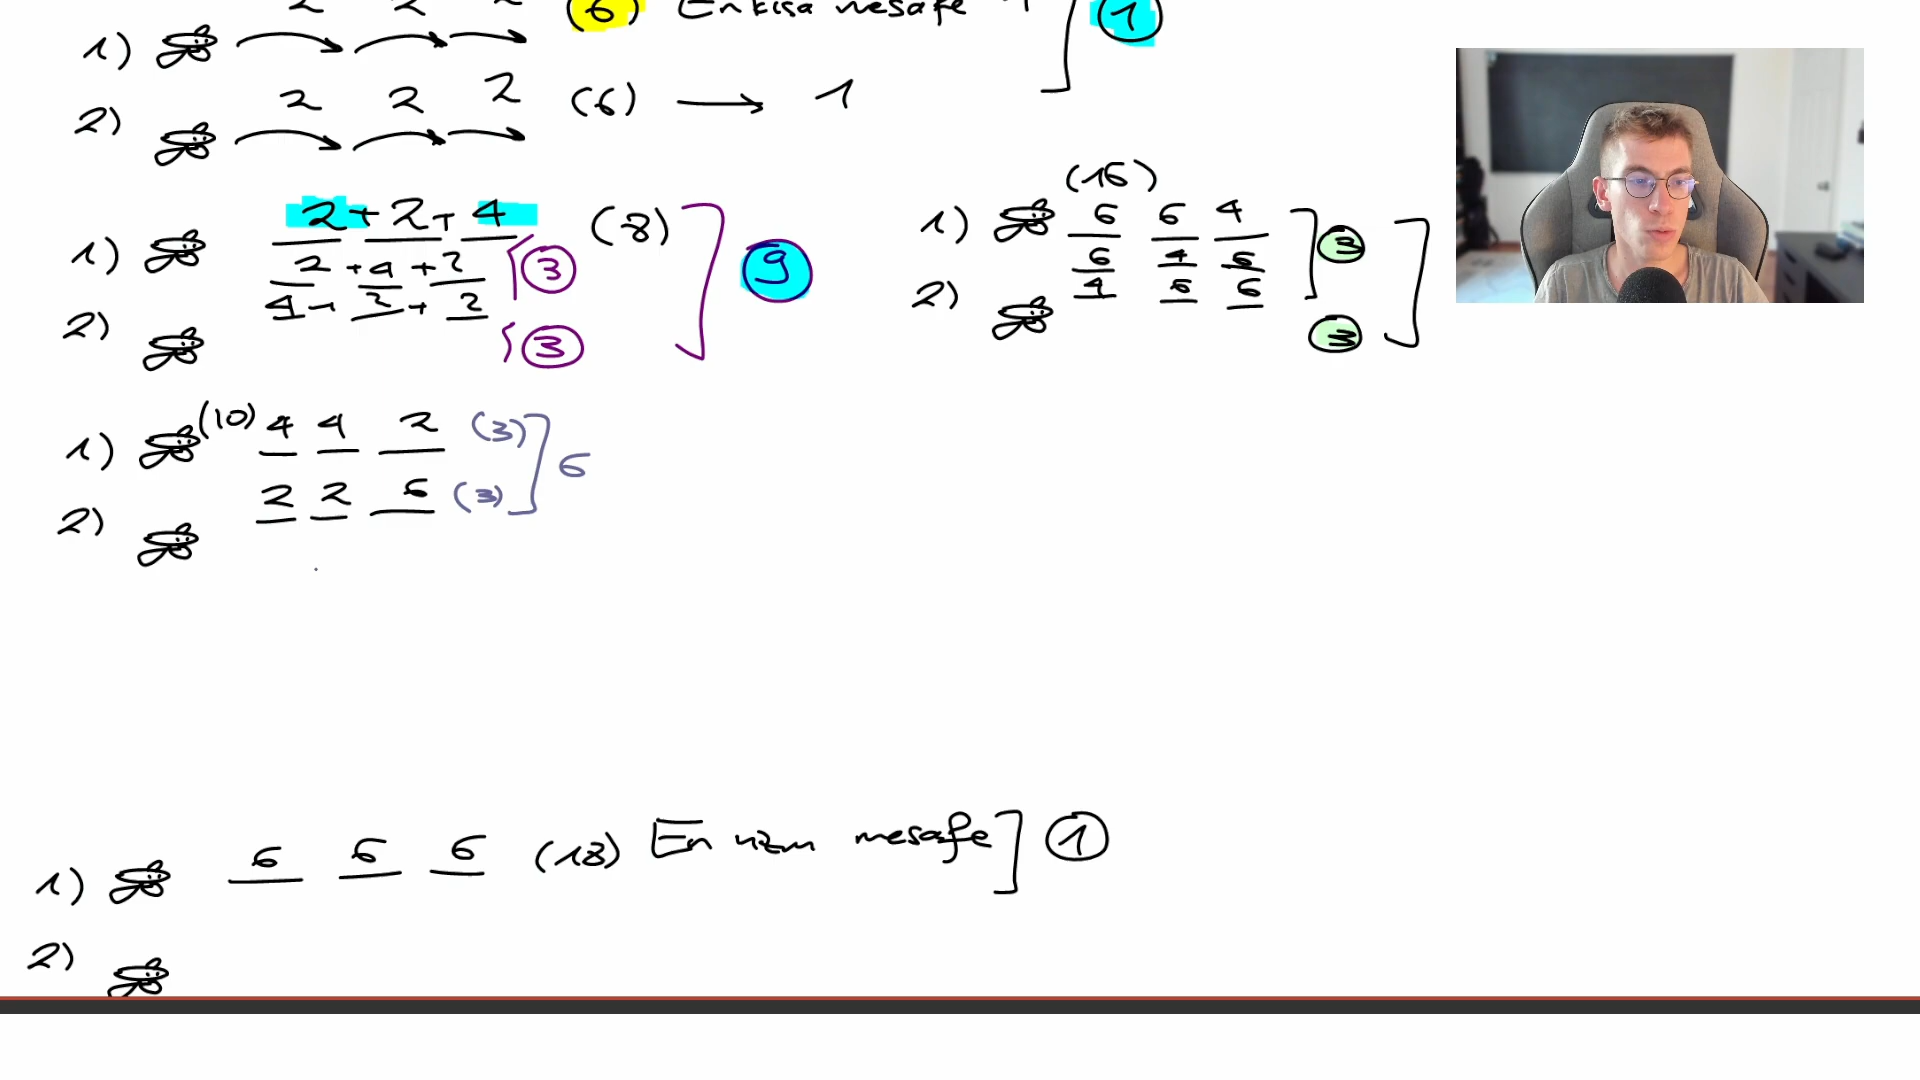 2 2 2
1) (6) En kısa mesafe ] 1
2) 2 2 2 (6) → 1
1) 2 + 2 + 4 (8)
2 + 4 + 2 3
4 + 2 + 2
2) 3
] 9
(16)
1) 6 6 4
6 4 6 3
4 6 6
2) 3
1) (10) 4 4 2 (3)
2 2 6 (3) ] 6
2)
1) 6 6 6 (18) En uzun mesafe ] 1
2)